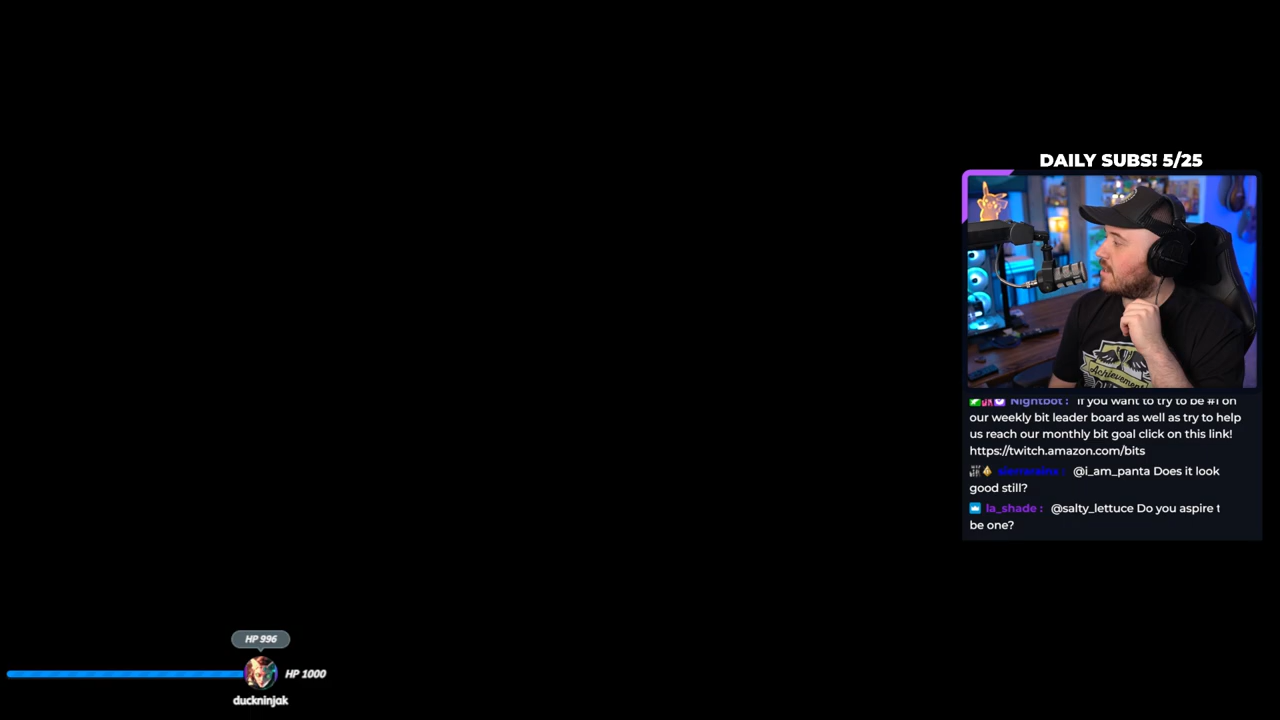 DAILY SUBS! 5/25
Achievement
Nightbot : If you want to try to be #1 on
our weekly bit leader board as well as try to help
us reach our monthly bit goal click on this link!
https://twitch.amazon.com/bits
@i_am_panta Does it look
good still?
la_shade : @salty_lettuce Do you aspire t
be one?
HP 996
HP 1000
duckninjak